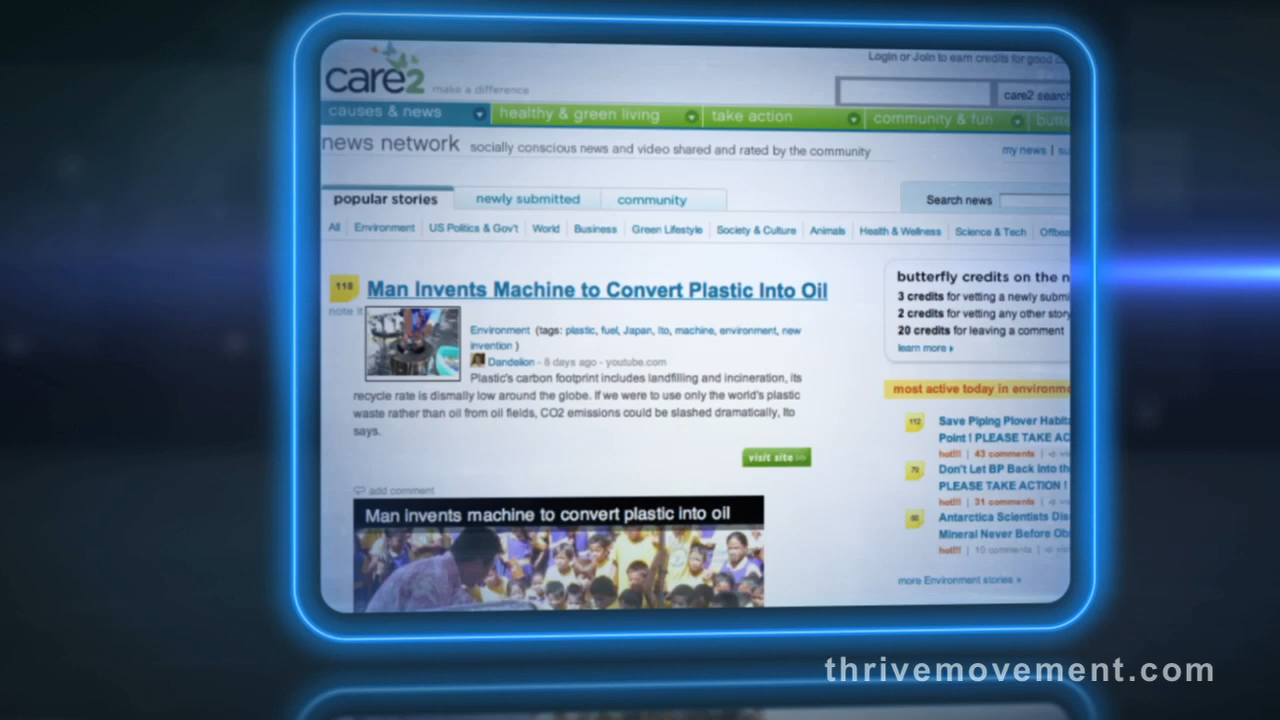 Login or Join to earn credits for good
care2 make a difference
care2 search
causes & news healthy & green living take action community & fun
news network socially conscious news and video shared and rated by the community
my news |
popular stories newly submitted community
Search news
All Environment US Politics & Gov't World Business Green Lifestyle Society & Culture Animals Health & Wellness Science & Tech
118
note it
Man Invents Machine to Convert Plastic Into Oil
Environment (tags: plastic, fuel, Japan, Ito, machine, environment, new
invention )
Dandelion - 8 days ago - youtube.com
Plastic's carbon footprint includes landfilling and incineration, its
recycle rate is dismally low around the globe. If we were to use only the world's plastic
waste rather than oil from oil fields, CO2 emissions could be slashed dramatically, Ito
says.
visit site >>
add comment
Man invents machine to convert plastic into oil
butterfly credits on the n
3 credits for vetting a newly submi
2 credits for vetting any other story
20 credits for leaving a comment
learn more
most active today in environme
112
Save Piping Plover Habita
Point ! PLEASE TAKE AC
hot!!! | 43 comments |
Don't Let BP Back Into th
PLEASE TAKE ACTION !
hot!!! | 31 comments |
Antarctica Scientists Dis
Mineral Never Before Ob
hot!!! | 10 comments |
more Environment stories »
thrivemovement.com